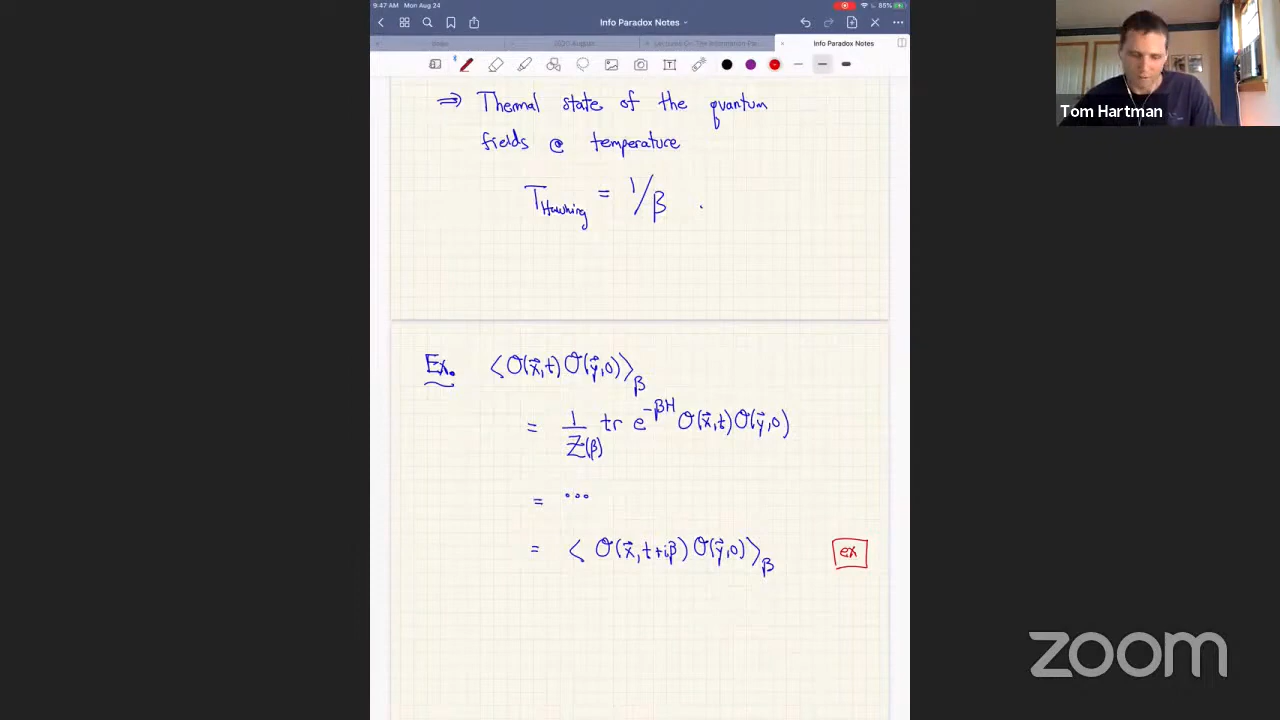 9:47 AM Mon Aug 24
85%
Info Paradox Notes
Info Paradox Notes
Tom Hartman
⇒ Thermal state of the quantum
fields @ temperature
T_Hawking = 1/β
Ex. ⟨O(x⃗,t)O(y⃗,0)⟩_β
= 1/Z(β) tr e^{-βH} O(x⃗,t)O(y⃗,0)
= ...
= ⟨O(x⃗,t+iβ)O(y⃗,0)⟩_β
ex
zoom